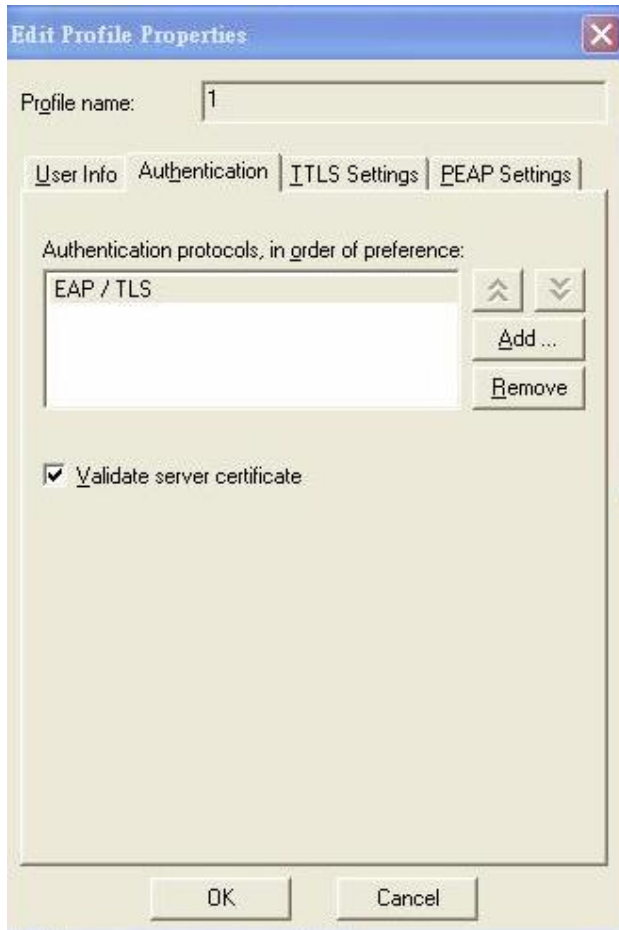 Edit Profile Properties
Profile name: 1
User Info Authentication TTLS Settings PEAP Settings
Authentication protocols, in order of preference:
EAP / TLS
Add ...
Remove
Validate server certificate
OK Cancel